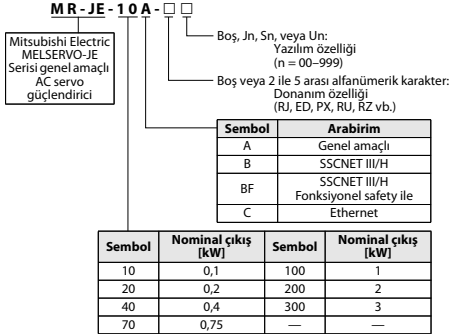 MR-JE-10A-□ □
Mitsubishi Electric
MELSERVO-JE
Serisi genel amaçlı
AC servo
güçlendirici
Boş, Jn, Sn, veya Un:
Yazılım özelliği
(n = 00–999)
Boş veya 2 ile 5 arası alfanümerik karakter:
Donanım özelliği
(RJ, ED, PX, RU, RZ vb.)
Sembol Arabirim
A Genel amaçlı
B SSCNET III/H
BF SSCNET III/H
Fonksiyonel safety ile
C Ethernet
Sembol Nominal çıkış [kW] Sembol Nominal çıkış [kW]
10 0,1 100 1
20 0,2 200 2
40 0,4 300 3
70 0,75 — —